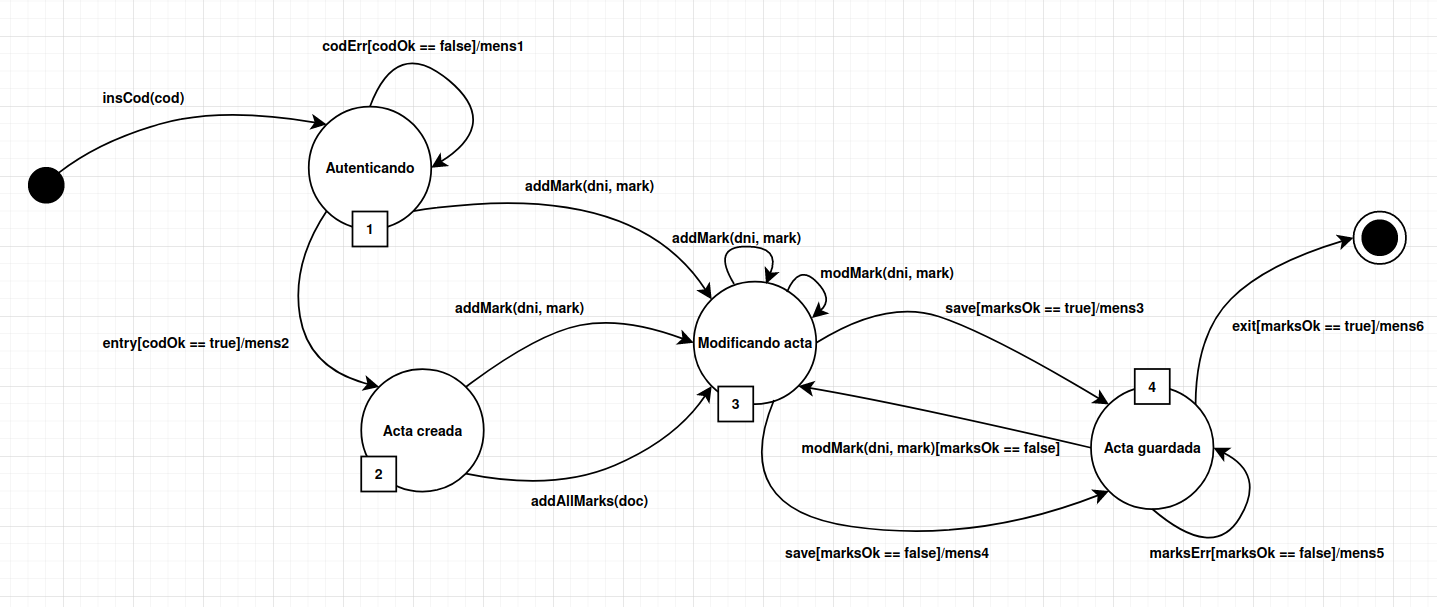 codErr[codOk == false]/mens1
insCod(cod)
Autenticando
addMark(dni, mark)
1
addMark(dni, mark)
modMark(dni, mark)
addMark(dni, mark)
save[marksOk == true]/mens3
exit[marksOk == true]/mens6
entry[codOk == true]/mens2
Modificando acta
4
3
Acta creada
modMark(dni, mark)[marksOk == false]
Acta guardada
2
addAllMarks(doc)
save[marksOk == false]/mens4
marksErr[marksOk == false]/mens5